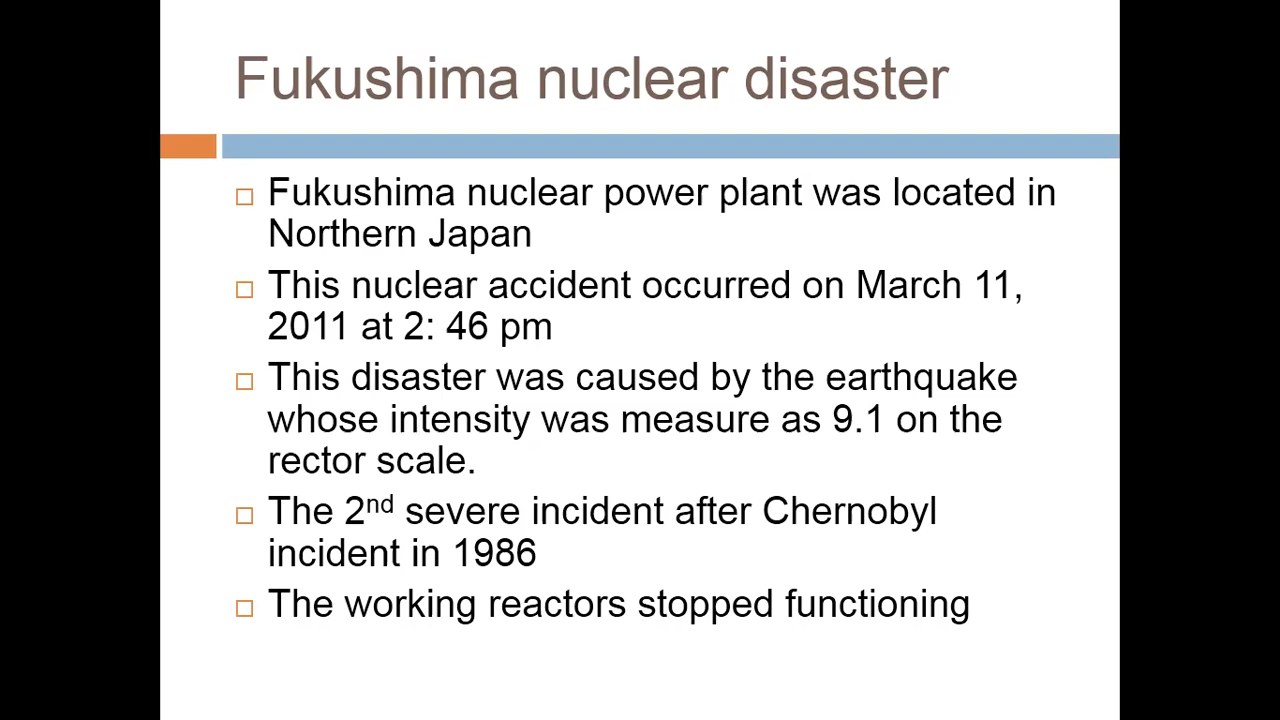 Fukushima nuclear disaster
Fukushima nuclear power plant was located in
Northern Japan
This nuclear accident occurred on March 11,
2011 at 2: 46 pm
This disaster was caused by the earthquake
whose intensity was measure as 9.1 on the
rector scale.
The 2nd severe incident after Chernobyl
incident in 1986
The working reactors stopped functioning